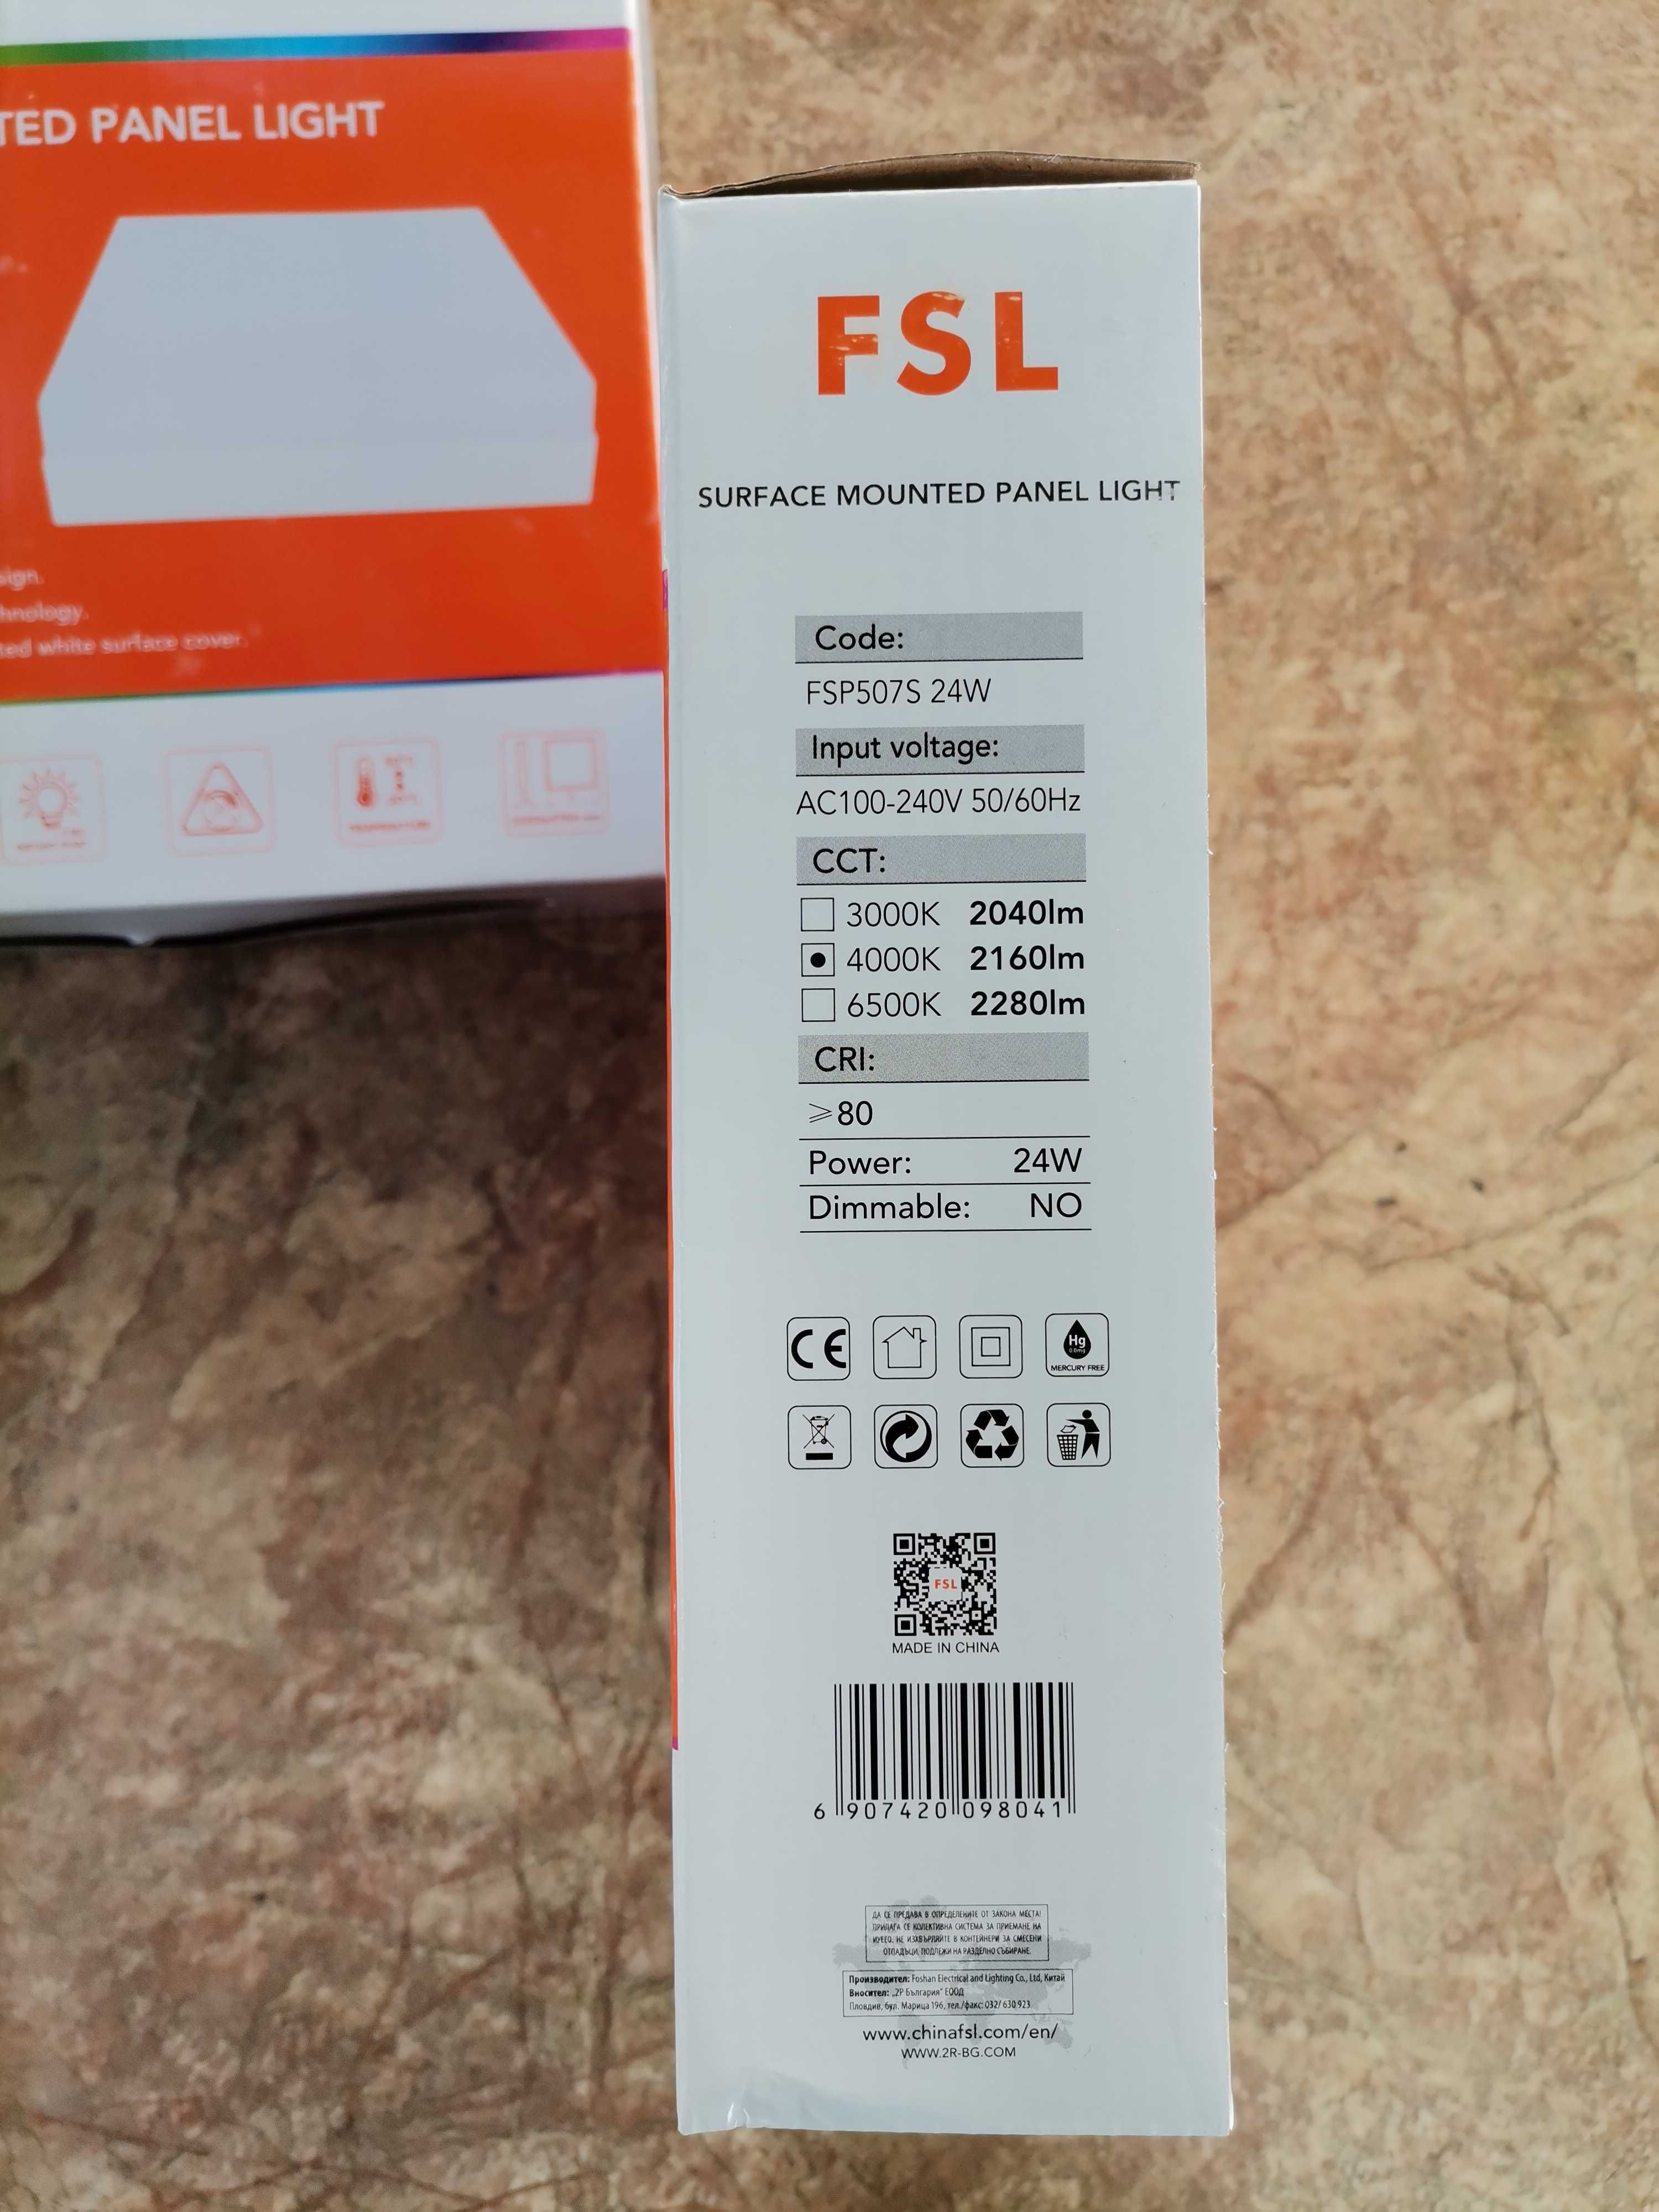 TED PANEL LIGHT
sign.
hnology.
ted white surface cover.
FSL
SURFACE MOUNTED PANEL LIGHT
Code:
FSP507S 24W
Input voltage:
AC100-240V 50/60Hz
CCT:
3000K 2040lm
4000K 2160lm
6500K 2280lm
CRI:
≥80
Power: 24W
Dimmable: NO
CE
Hg
0.0mg
MERCURY FREE
FSL
MADE IN CHINA
6 907420 098041
ДА СЕ ПРЕДАВА В ОПРЕДЕЛЕНИТЕ ОТ ЗАКОНА МЕСТА!
ПРИЛАГА СЕ КОЛЕКТИВНА СИСТЕМА ЗА ПРИЕМАНЕ НА
ИУЕЕО. НЕ ИЗХВЪРЛЯЙТЕ В КОНТЕЙНЕРИ ЗА СМЕСЕНИ
ОТПАДЪЦИ, ПОДЛЕЖИ НА РАЗДЕЛНО СЪБИРАНЕ.
Производител: Foshan Electrical and Lighting Co., Ltd, Китай
Вносител: „2Р България" ЕООД
Пловдив, бул. Марица 196, тел./факс: 032/ 630 923
www.chinafsl.com/en/
WWW.2R-BG.COM